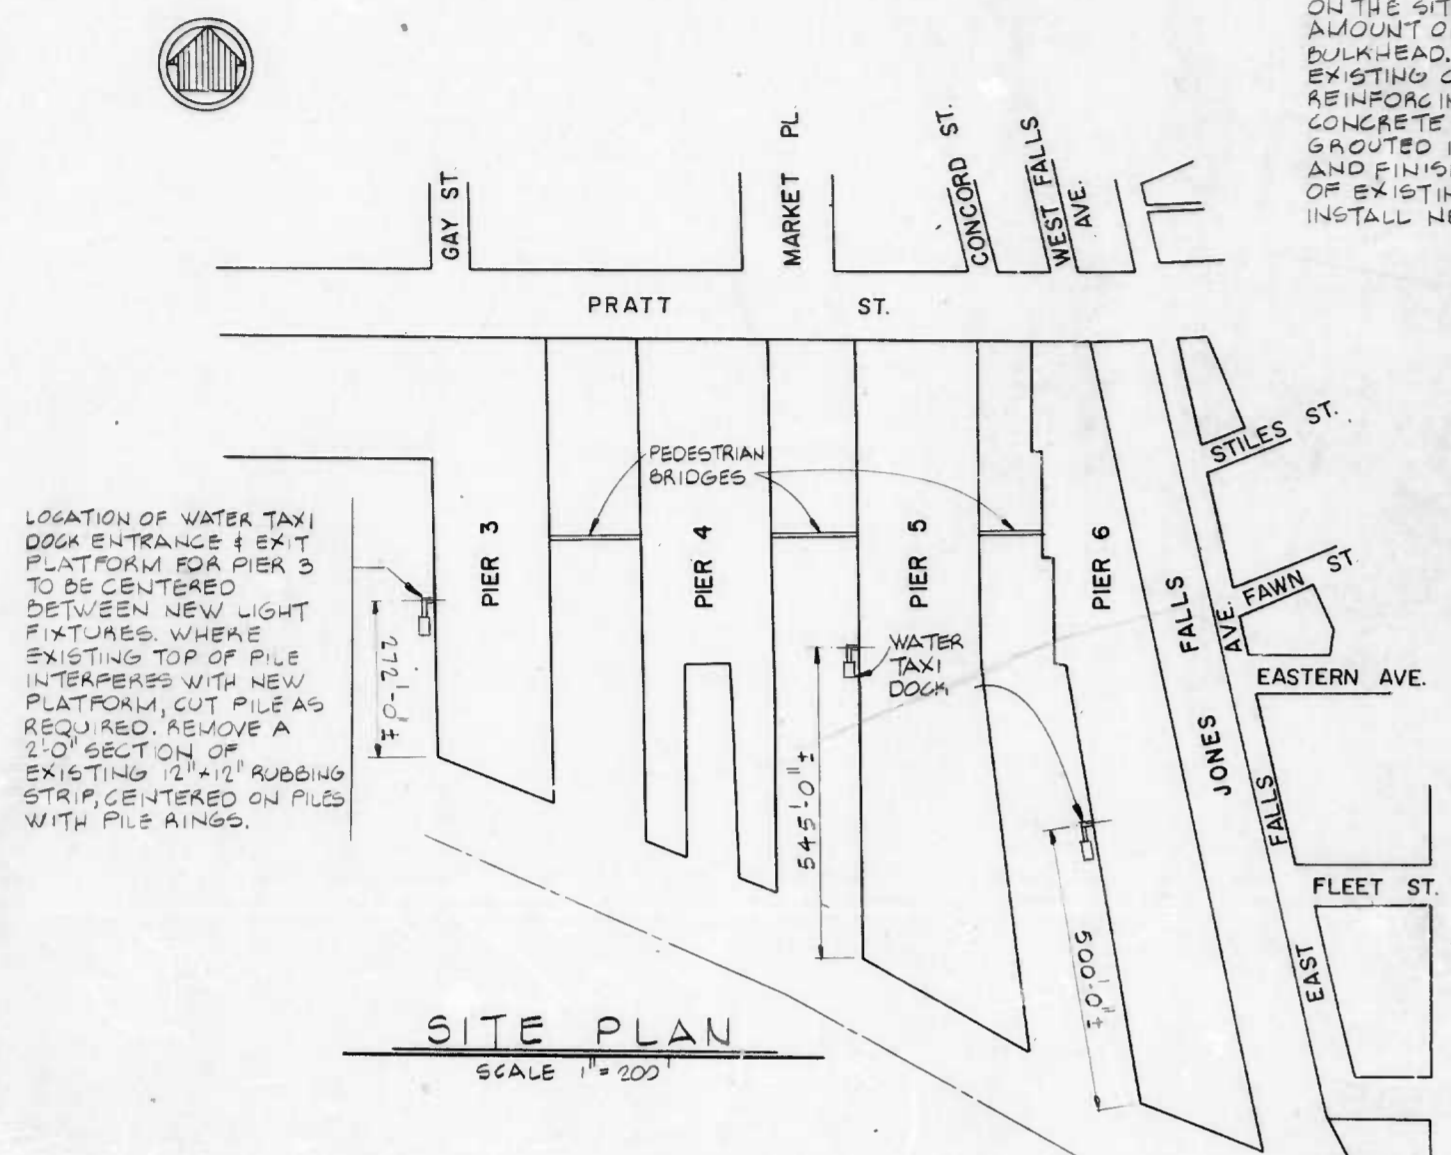 ON THE SIT
AMOUNT O
BULKHEAD.
EXISTING C
REINFORCIN
CONCRETE
GROUTED I
AND FINIS
OF EXISTIN
INSTALL NE
GAY ST.
MARKET PL.
CONCORD ST.
WEST FALLS
AVE.
PRATT ST.
STILES ST.
PEDESTRIAN
BRIDGES
PIER 3
PIER 4
PIER 5
PIER 6
LOCATION OF WATER TAXI
DOCK ENTRANCE & EXIT
PLATFORM FOR PIER 3
TO BE CENTERED
BETWEEN NEW LIGHT
FIXTURES. WHERE
EXISTING TOP OF PILE
INTERFERES WITH NEW
PLATFORM, CUT PILE AS
REQUIRED. REMOVE A
2'-0" SECTION OF
EXISTING 12"x12" RUBBING
STRIP, CENTERED ON PILES
WITH PILE RINGS.
272'-0"±
WATER
TAXI
DOCK
545'-0"±
500'-0"±
JONES FALLS
EAST FALLS AVE.
FAWN ST.
EASTERN AVE.
FLEET ST.
SITE PLAN
SCALE 1"=200'